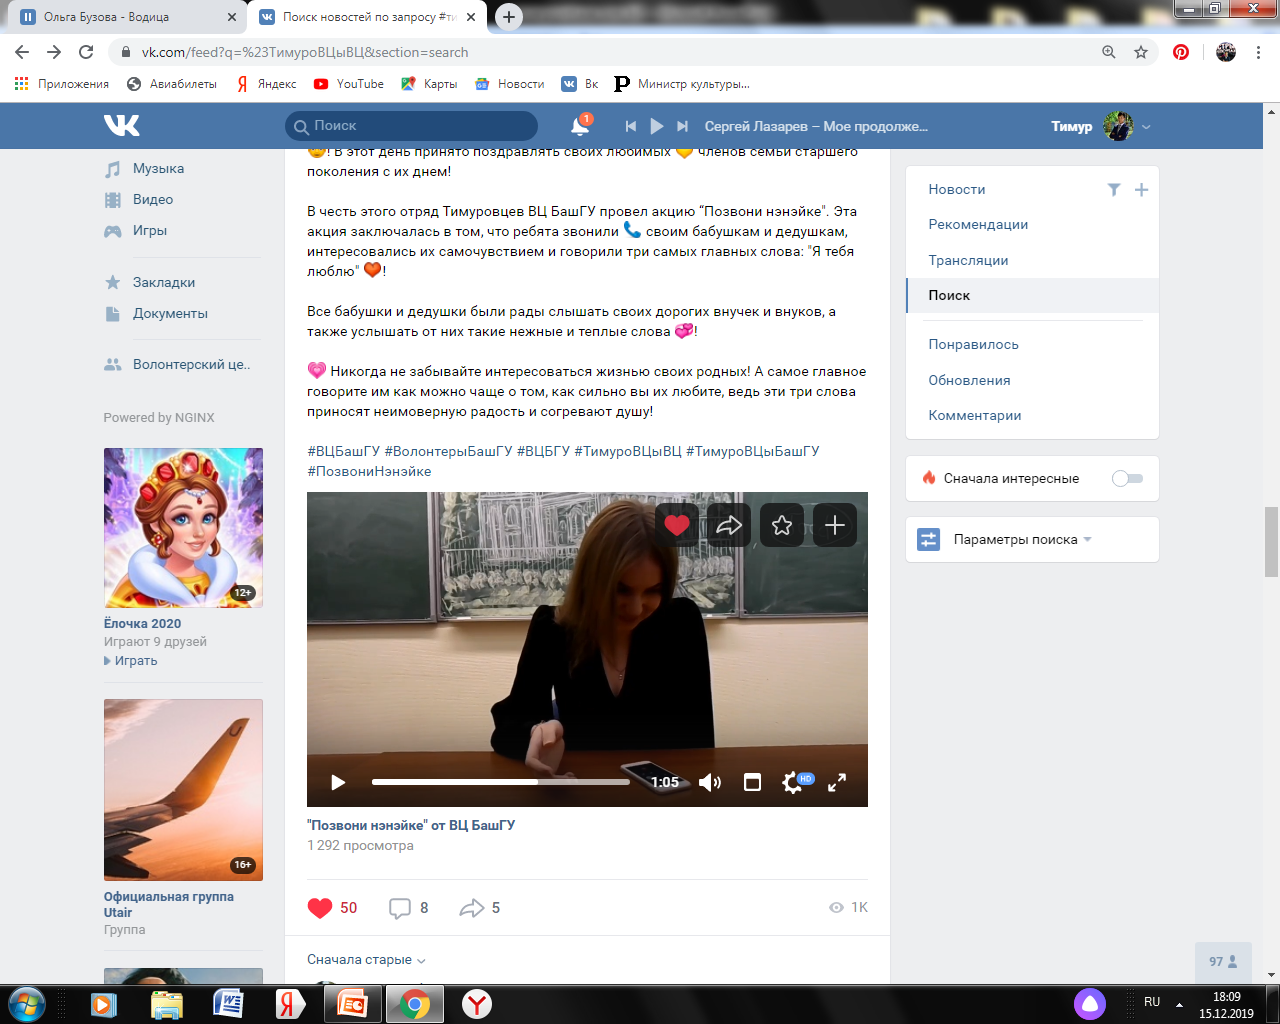 Ольга Бузова - Водица
Поиск новостей по запросу #ти
vk.com/feed?q=%23ТимуроВЦыВЦ&section=search
Приложения
Авиабилеты
Яндекс
YouTube
Карты
Новости
Вк
Министр культуры...
Поиск
1
Сергей Лазарев – Мое продолже...
Тимур
Музыка
Видео
Игры
Закладки
Документы
Волонтерский це..
Powered by NGINX
12+
Ёлочка 2020
Играют 9 друзей
Играть
16+
Официальная группа
Utair
Группа
! В этот день принято поздравлять своих любимых 🧡 членов семьи старшего
поколения с их днем!
В честь этого отряд Тимуровцев ВЦ БашГУ провел акцию “Позвони нэнэйке". Эта
акция заключалась в том, что ребята звонили 📞 своим бабушкам и дедушкам,
интересовались их самочувствием и говорили три самых главных слова: "Я тебя
люблю" ❤!
Все бабушки и дедушки были рады слышать своих дорогих внучек и внуков, а
также услышать от них такие нежные и теплые слова 💞!
💗 Никогда не забывайте интересоваться жизнью своих родных! А самое главное
говорите им как можно чаще о том, как сильно вы их любите, ведь эти три слова
приносят неимоверную радость и согревают душу!
#ВЦБашГУ #ВолонтерыБашГУ #ВЦБГУ #ТимуроВЦыВЦ #ТимуроВЦыБашГУ
#ПозвониНэнэйке
1:05
HD
"Позвони нэнэйке" от ВЦ БашГУ
1 292 просмотра
50
8
5
1K
Сначала старые
Новости
Рекомендации
Трансляции
Поиск
Понравилось
Обновления
Комментарии
Сначала интересные
Параметры поиска
97
RU
18:09
15.12.2019